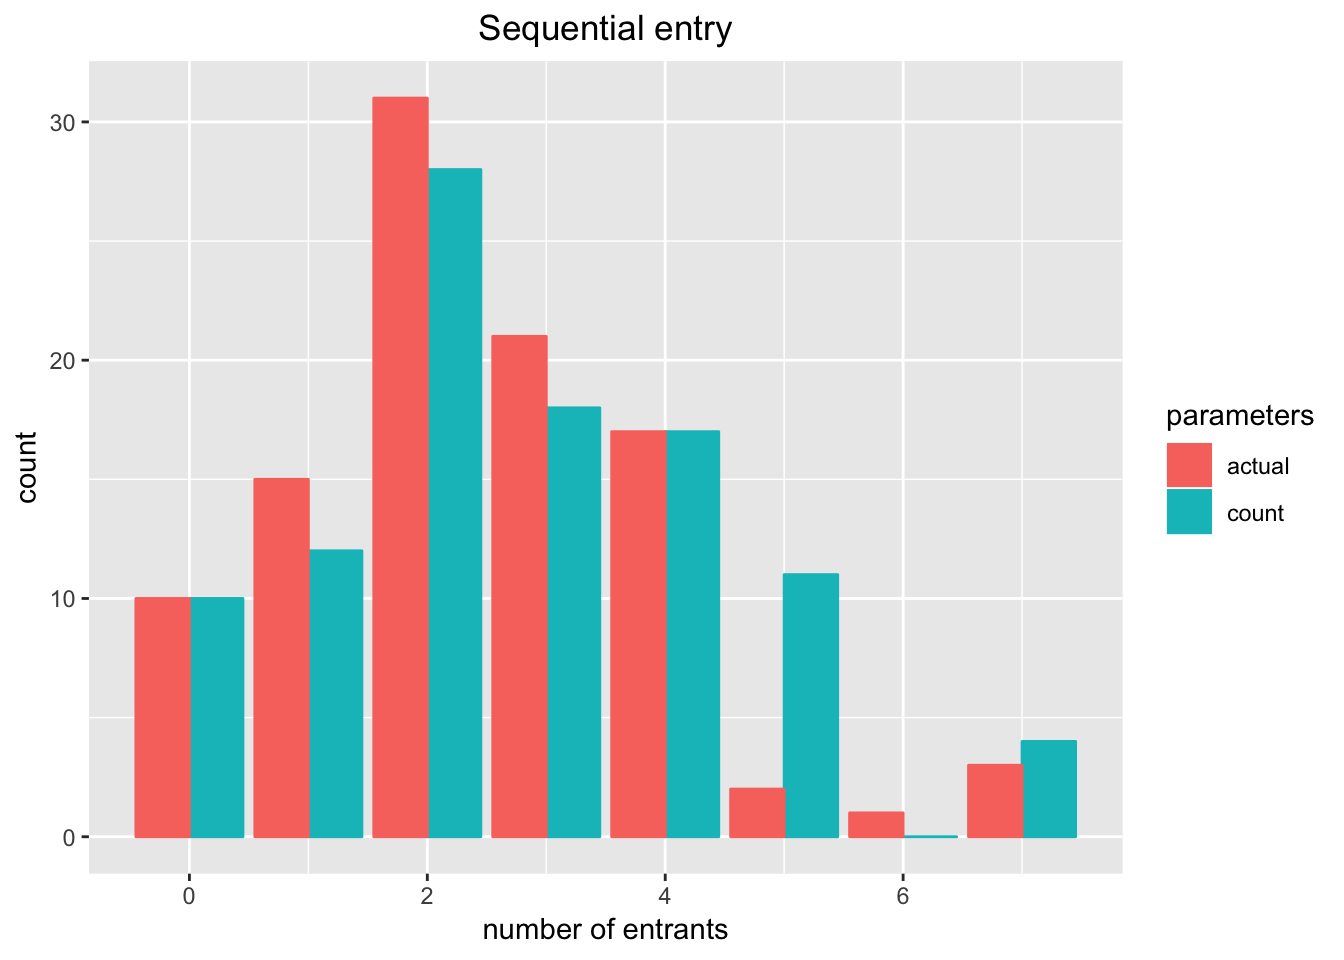 Sequential entry
30
20
10
0
count
0 2 4 6
number of entrants
parameters
actual
count